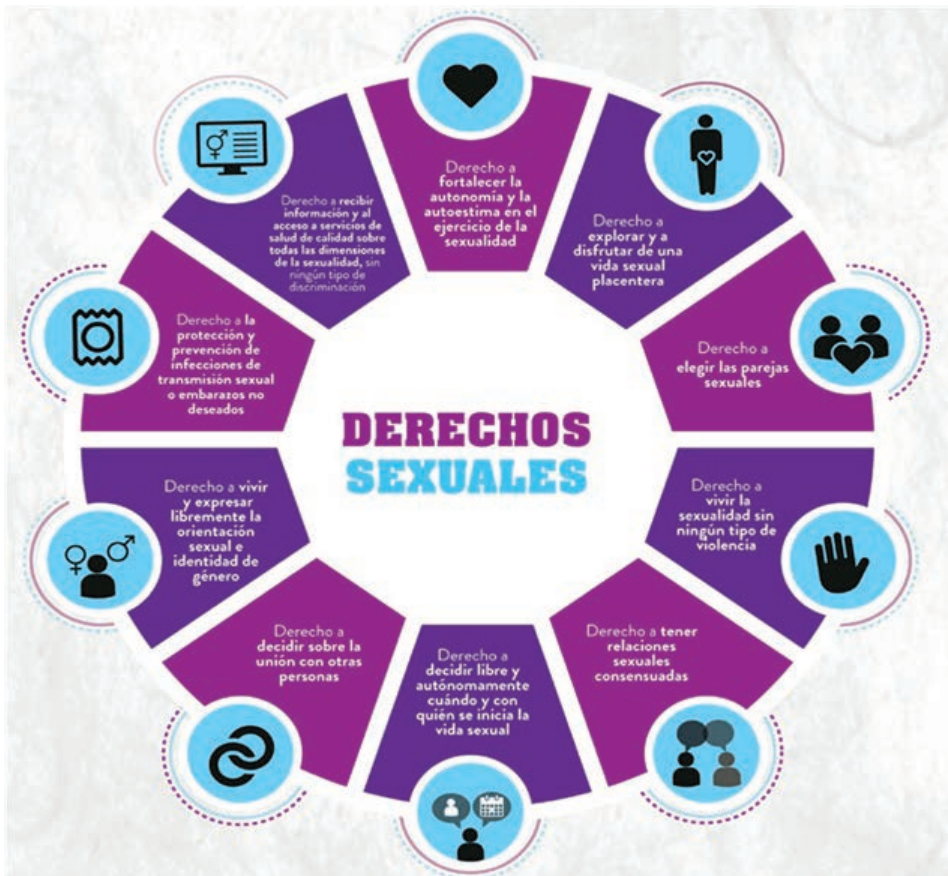 DERECHOS
SEXUALES
Derecho a
fortalecer la
autonomía y la
autoestima en el
ejercicio de la
sexualidad
Derecho a
explorar y a
disfrutar de una
vida sexual
placentera
Derecho a
elegir las parejas
sexuales
Derecho a
vivir la
sexualidad sin
ningún tipo de
violencia
Derecho a tener
relaciones
sexuales
consensuadas
Derecho a
decidir libre y
autónomamente
cuándo y con
quién se inicia la
vida sexual
Derecho a
decidir sobre la
unión con otras
personas
Derecho a vivir
y expresar
libremente la
orientación
sexual e
identidad de
género
Derecho a la
protección y
prevención de
infecciones de
transmisión sexual
o embarazos no
deseados
Derecho a recibir
información y al
acceso a servicios de
salud de calidad sobre
todas las dimensiones
de la sexualidad, sin
ningún tipo de
discriminación